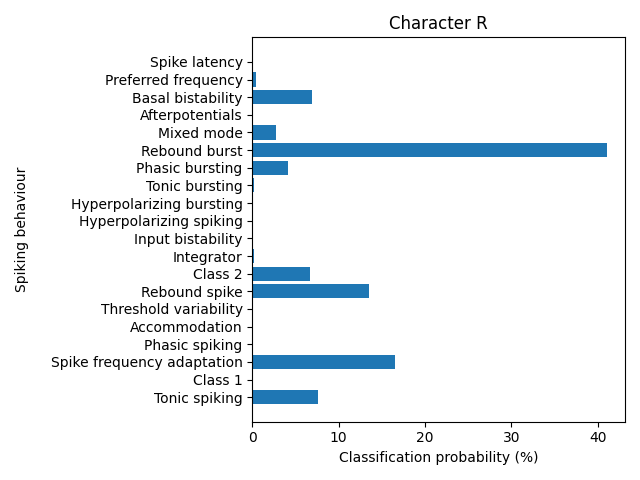 Character R
Spiking behaviour
Spike latency
Preferred frequency
Basal bistability
Afterpotentials
Mixed mode
Rebound burst
Phasic bursting
Tonic bursting
Hyperpolarizing bursting
Hyperpolarizing spiking
Input bistability
Integrator
Class 2
Rebound spike
Threshold variability
Accommodation
Phasic spiking
Spike frequency adaptation
Class 1
Tonic spiking
0 10 20 30 40
Classification probability (%)